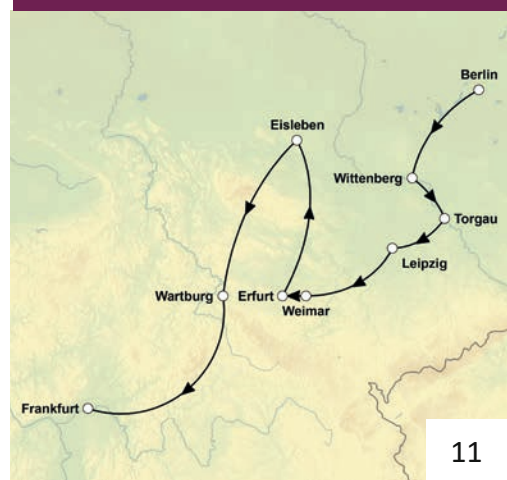 Berlin
Eisleben
Wittenberg
Torgau
Leipzig
Wartburg
Erfurt
Weimar
Frankfurt
11